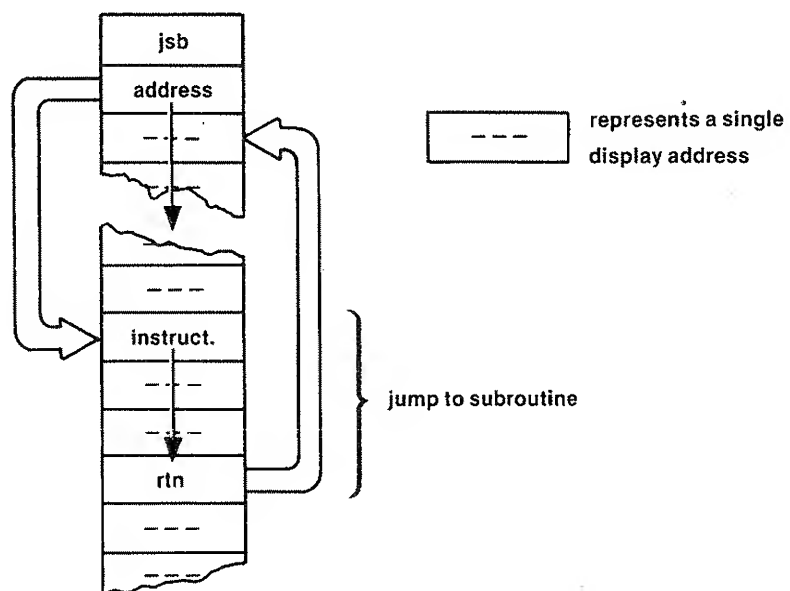 jsb
address
---
---
---
---
instruct.
---
---
rtn
---
---
---
represents a single
display address
jump to subroutine